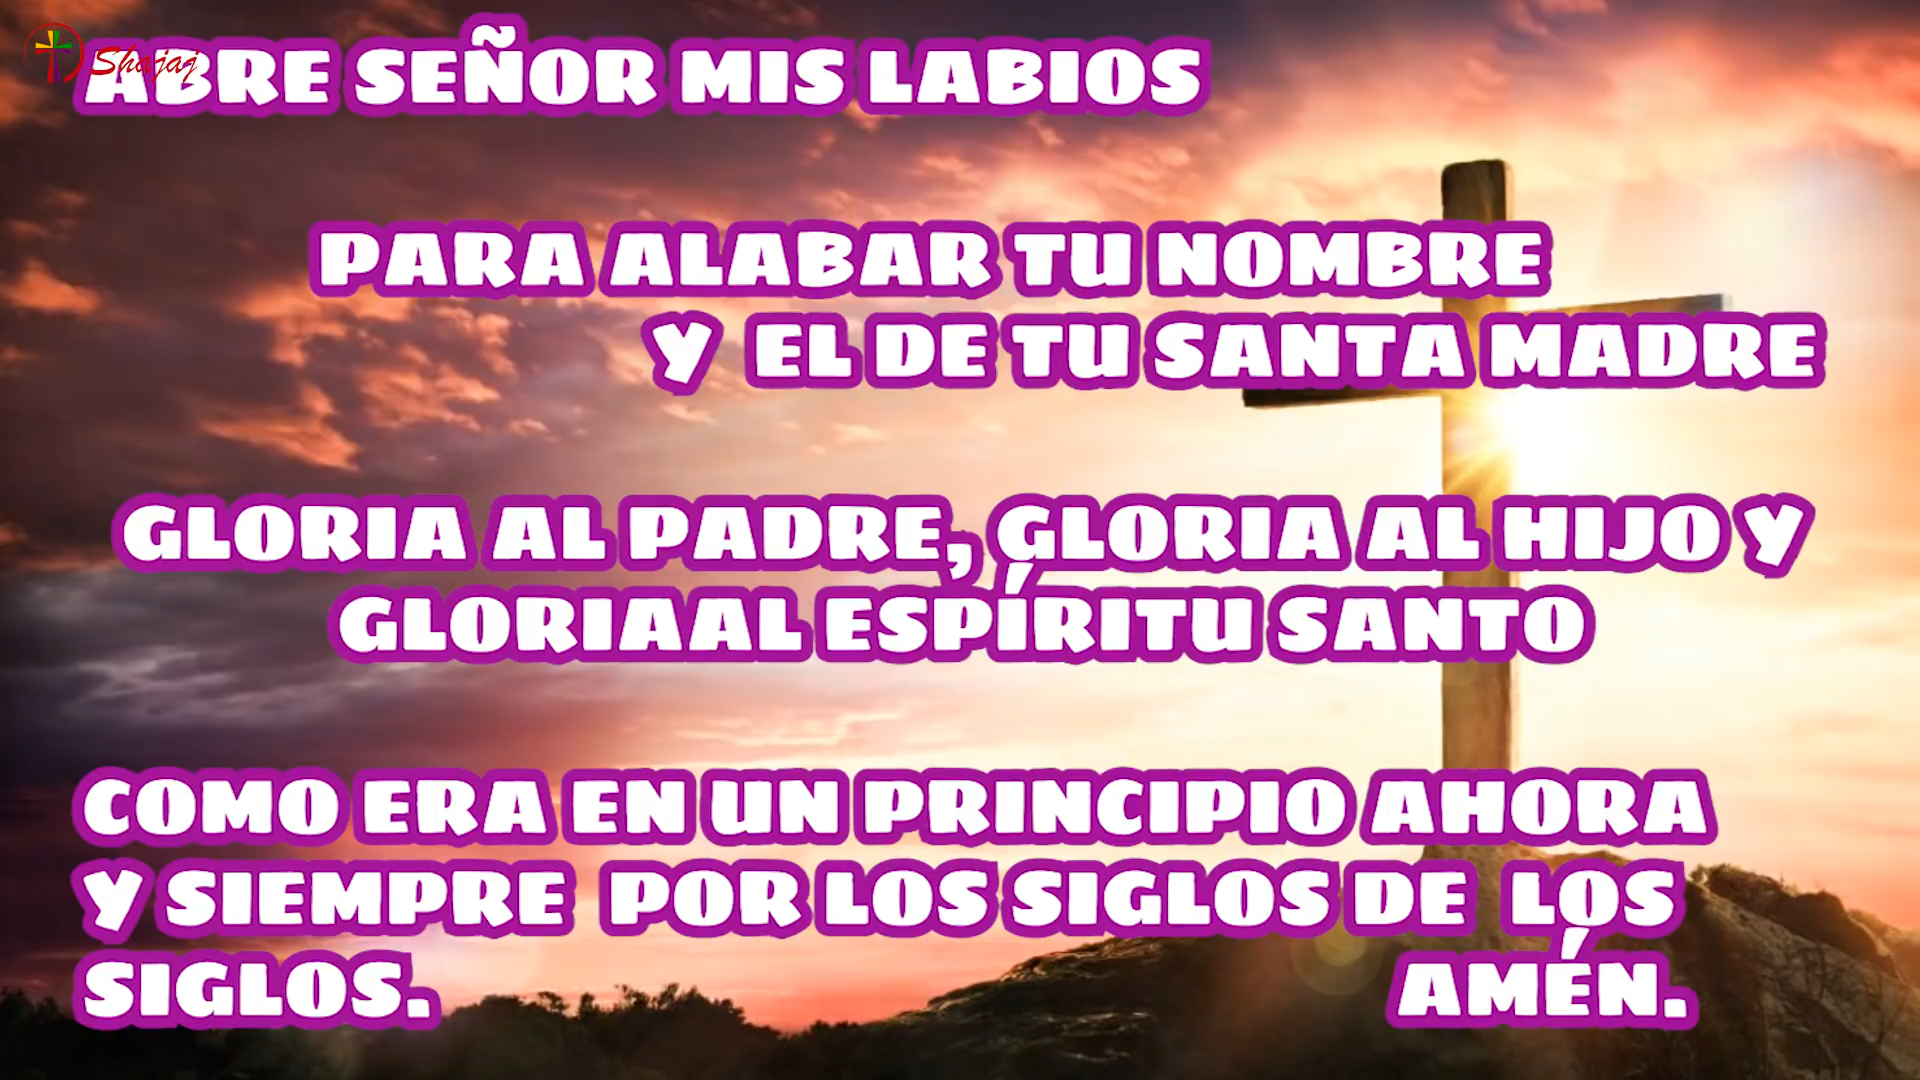 Shajaj
ABRE SEÑOR MIS LABIOS
PARA ALABAR TU NOMBRE
Y EL DE TU SANTA MADRE
GLORIA AL PADRE, GLORIA AL HIJO Y
GLORIAAL ESPÍRITU SANTO
COMO ERA EN UN PRINCIPIO AHORA
Y SIEMPRE POR LOS SIGLOS DE LOS
SIGLOS. AMÉN.